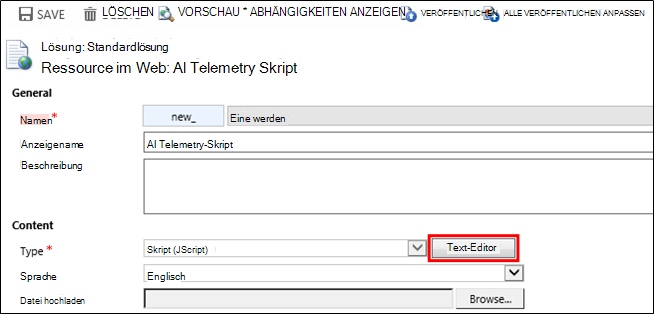 SAVE LÖSCHEN VORSCHAU * ABHÄNGIGKEITEN ANZEIGEN VERÖFFENTLICHEN ALLE VERÖFFENTLICHEN ANPASSEN
Lösung: Standardlösung
Ressource im Web: AI Telemetry Skript
General
Namen* new_ Eine werden
Anzeigename AI Telemetry-Skript
Beschreibung
Content
Type * Skript (JScript) Text-Editor
Sprache Englisch
Datei hochladen Browse...